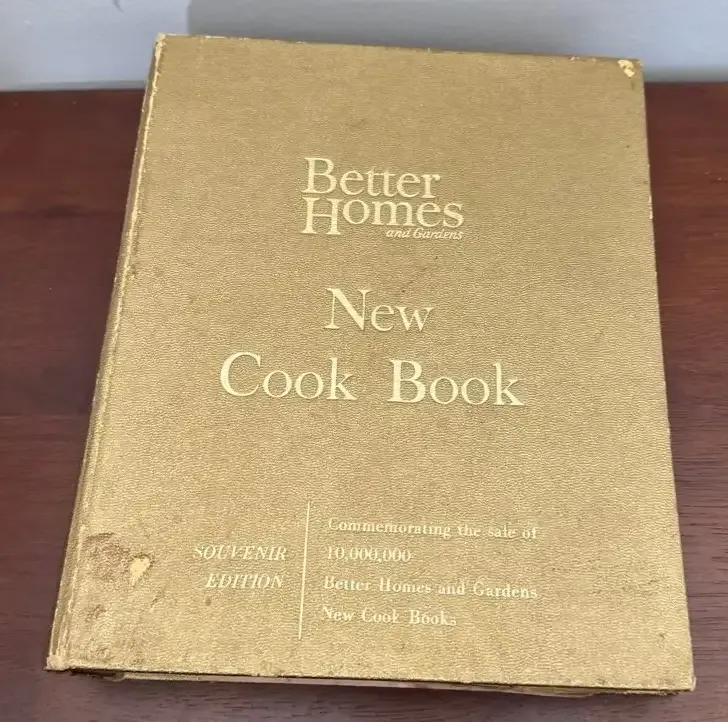 Better
Homes
and Gardens
New
Cook Book
SOUVENIR
EDITION
Commemorating the sale of
10,000,000
Better Homes and Gardens
New Cook Books